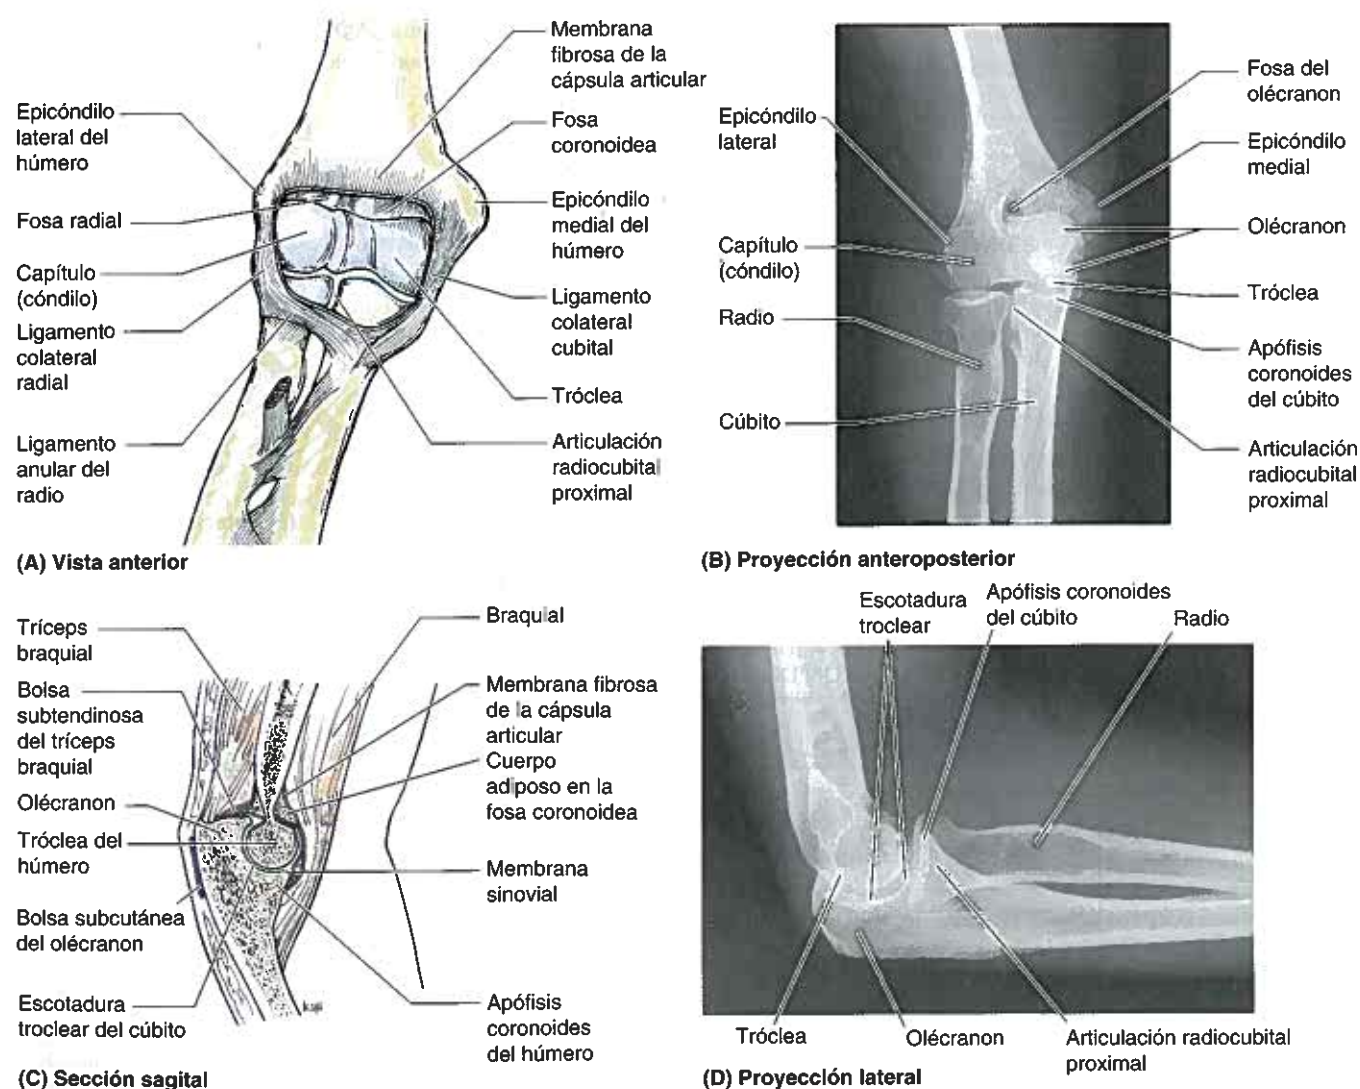 Epicóndilo
lateral del
húmero
Fosa radial
Capítulo
(cóndilo)
Ligamento
colateral
radial
Ligamento
anular del
radio
Membrana
fibrosa de la
cápsula articular
Fosa
coronoidea
Epicóndilo
medial del
húmero
Ligamento
colateral
cubital
Tróclea
Articulación
radiocubital
proximal
(A) Vista anterior
Epicóndilo
lateral
Capítulo
(cóndilo)
Radio
Cúbito
Fosa del
olécranon
Epicóndilo
medial
Olécranon
Tróclea
Apófisis
coronoides
del cúbito
Articulación
radiocubital
proximal
(B) Proyección anteroposterior
Tríceps
braquial
Bolsa
subtendinosa
del tríceps
braquial
Olécranon
Tróclea del
húmero
Bolsa subcutánea
del olécranon
Escotadura
troclear del cúbito
Braquial
Membrana fibrosa
de la cápsula
articular
Cuerpo
adiposo en la
fosa coronoidea
Membrana
sinovial
Apófisis
coronoides
del húmero
(C) Sección sagital
Escotadura
troclear
Apófisis coronoides
del cúbito
Radio
Tróclea
Olécranon
Articulación radiocubital
proximal
(D) Proyección lateral